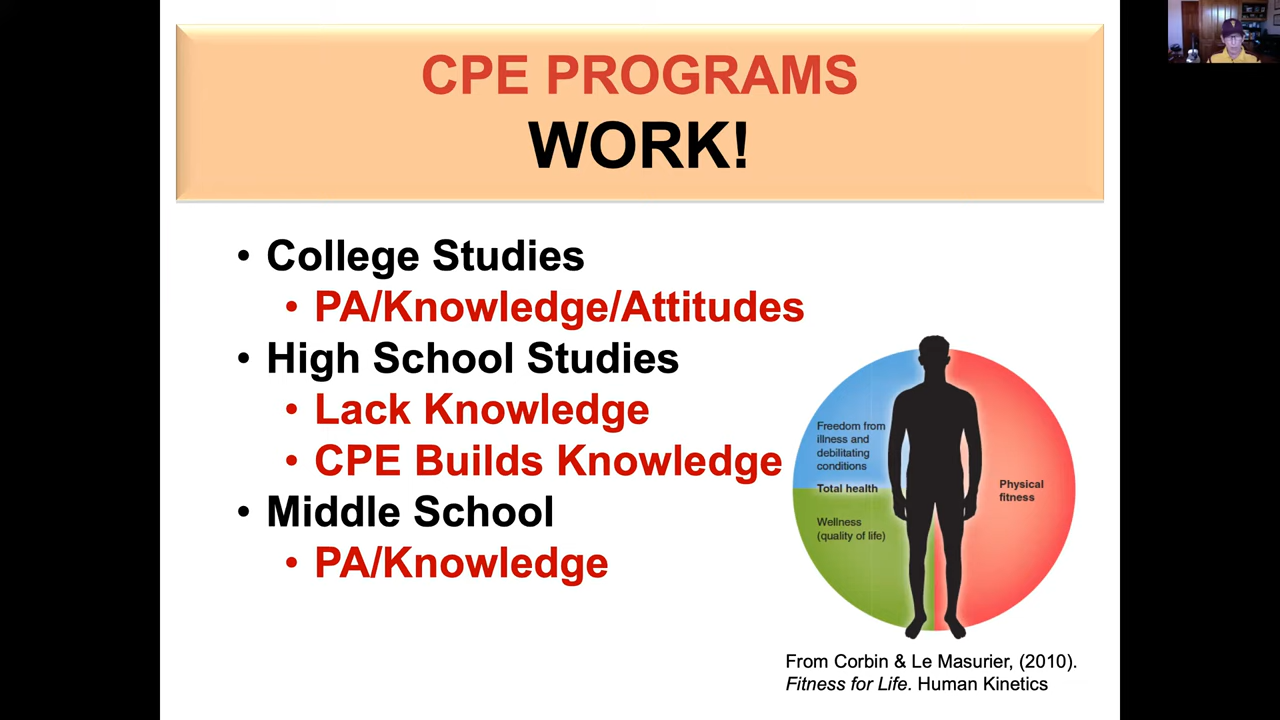 CPE PROGRAMS
WORK!
• College Studies
• PA/Knowledge/Attitudes
• High School Studies
• Lack Knowledge
• CPE Builds Knowledge
• Middle School
• PA/Knowledge
Freedom from
illness and
debilitating
conditions
Total health
Wellness
(quality of life)
Physical
fitness
From Corbin & Le Masurier, (2010).
Fitness for Life. Human Kinetics